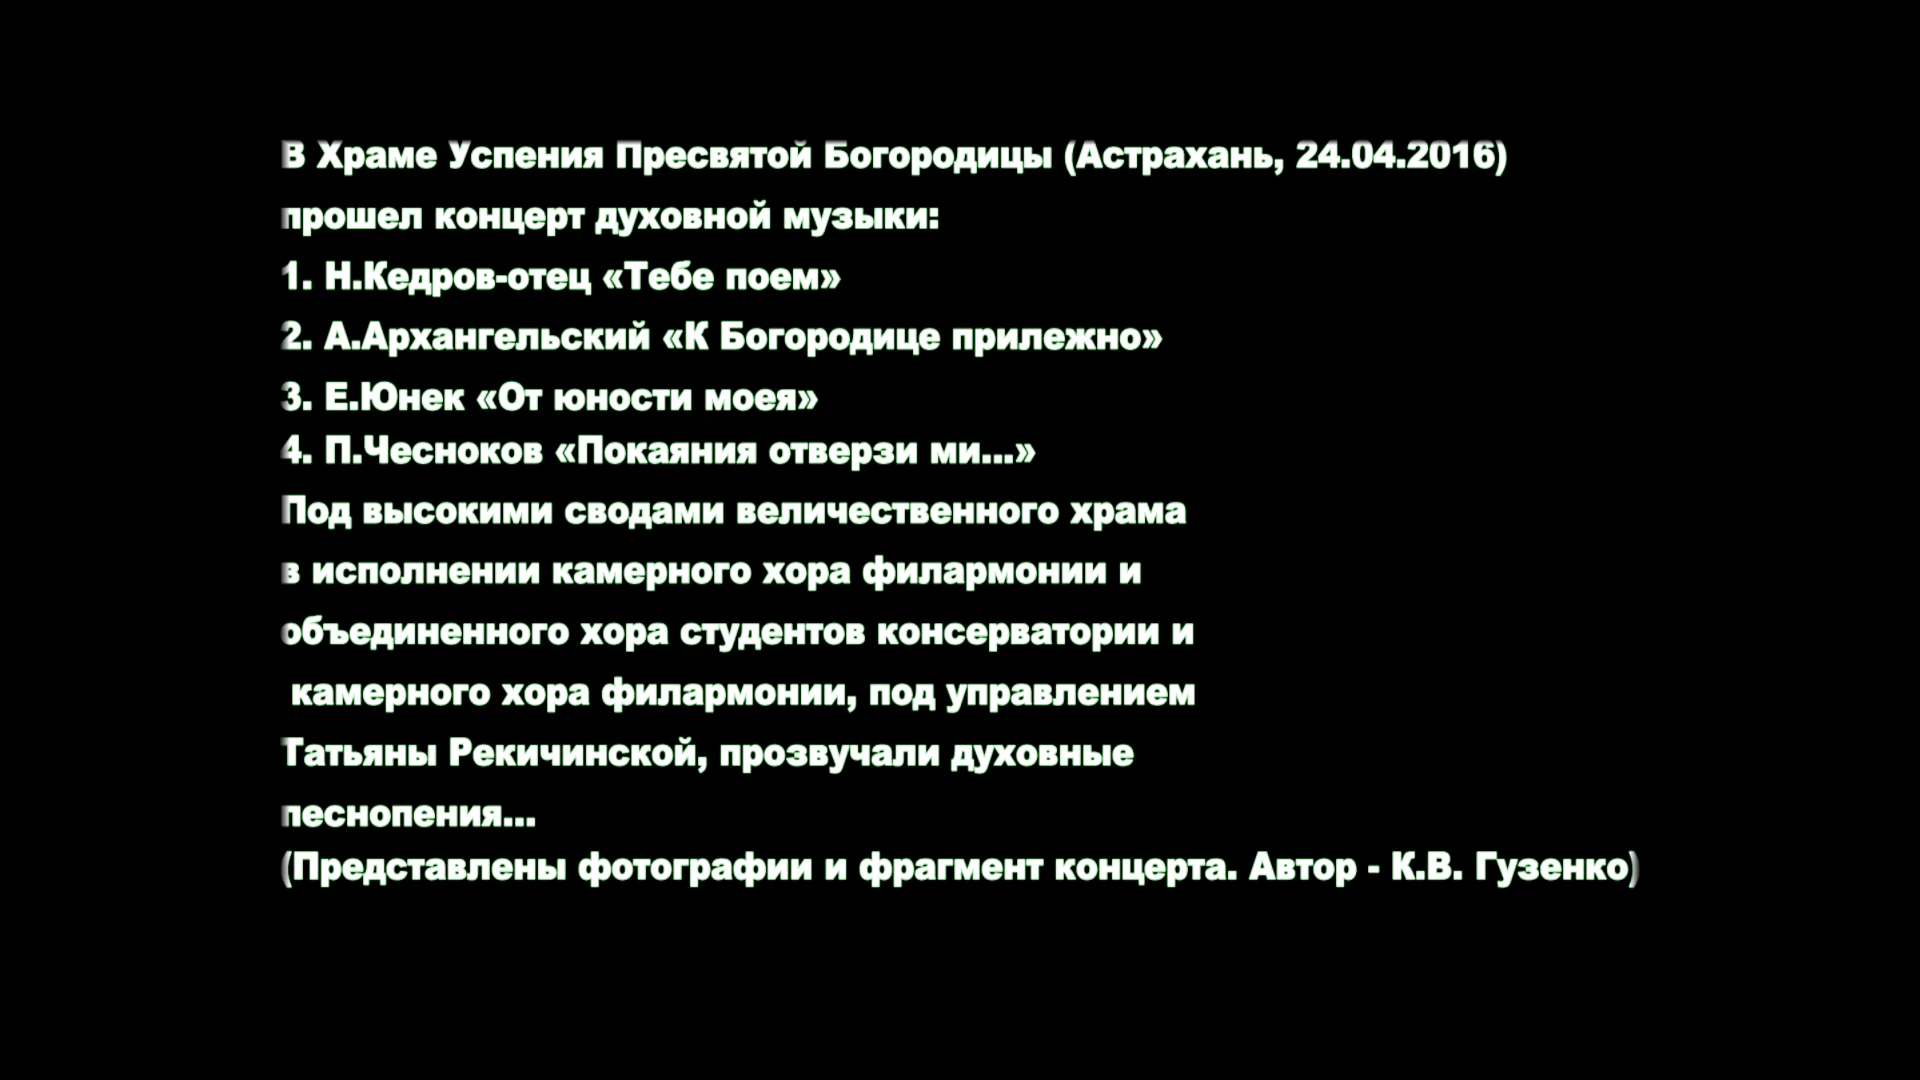 В Храме Успения Пресвятой Богородицы (Астрахань, 24.04.2016)
прошел концерт духовной музыки:
1. Н.Кедров-отец «Тебе поем»
2. А.Архангельский «К Богородице прилежно»
3. Е.Юнек «От юности моея»
4. П.Чесноков «Покаяния отверзи ми...»
Под высокими сводами величественного храма
в исполнении камерного хора филармонии и
объединенного хора студентов консерватории и
камерного хора филармонии, под управлением
Татьяны Рекичинской, прозвучали духовные
песнопения...
(Представлены фотографии и фрагмент концерта. Автор - К.В. Гузенко)